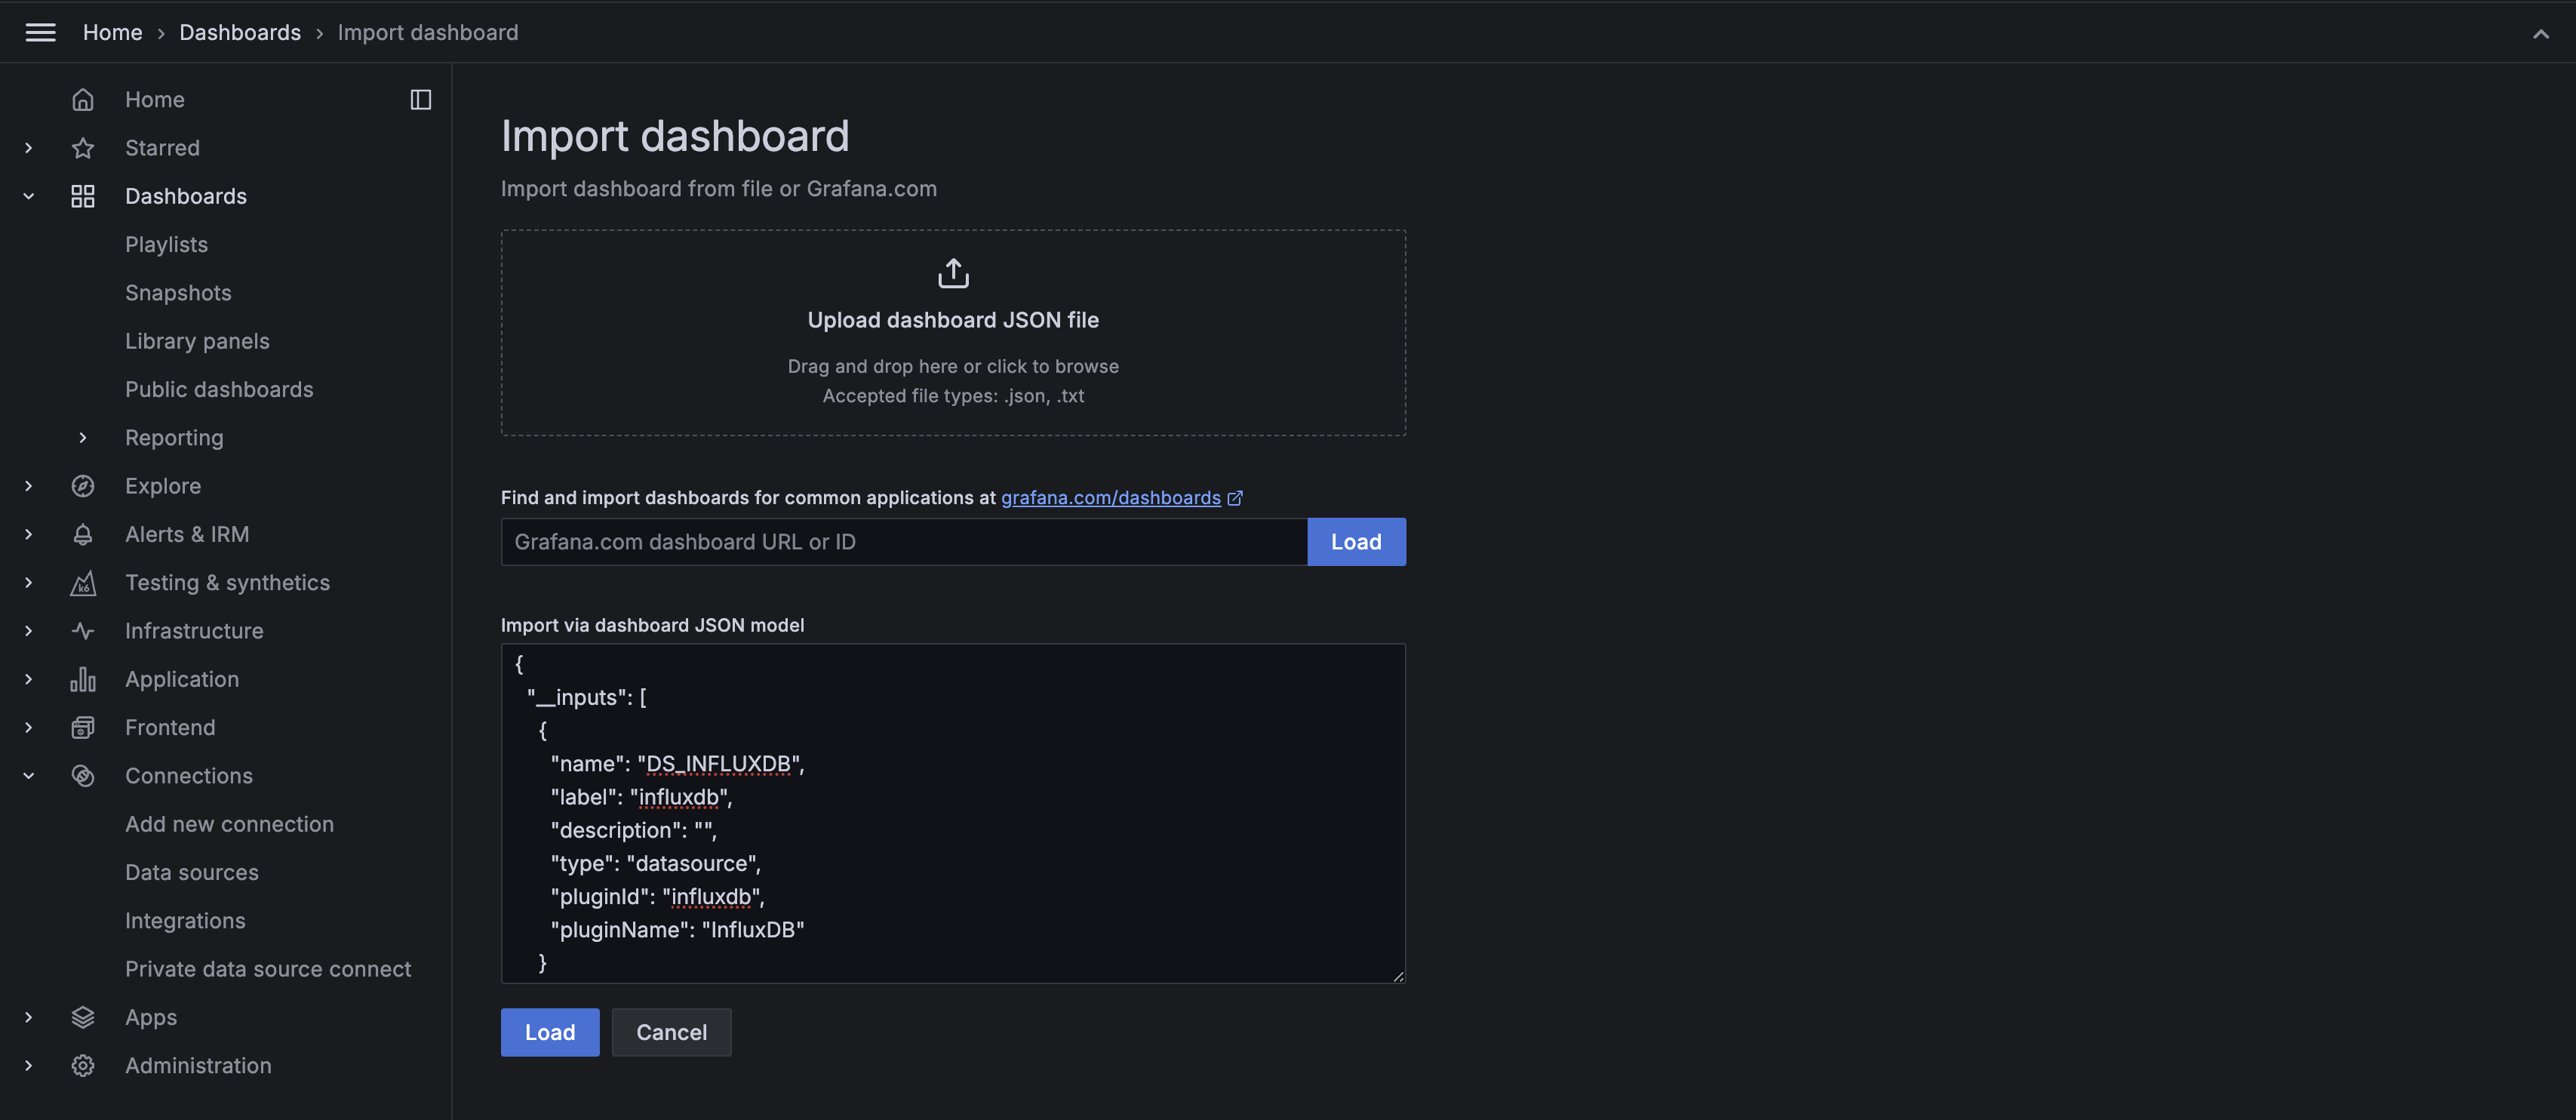 Home › Dashboards › Import dashboard
Home
Starred
Dashboards
Playlists
Snapshots
Library panels
Public dashboards
Reporting
Explore
Alerts & IRM
k6 Testing & synthetics
Infrastructure
Application
Frontend
Connections
Add new connection
Data sources
Integrations
Private data source connect
Apps
Administration
Import dashboard
Import dashboard from file or Grafana.com
Upload dashboard JSON file
Drag and drop here or click to browse
Accepted file types: .json, .txt
Find and import dashboards for common applications at grafana.com/dashboards
Grafana.com dashboard URL or ID Load
Import via dashboard JSON model
{
"__inputs": [
{
"name": "DS_INFLUXDB",
"label": "influxdb",
"description": "",
"type": "datasource",
"pluginId": "influxdb",
"pluginName": "InfluxDB"
}
Load Cancel